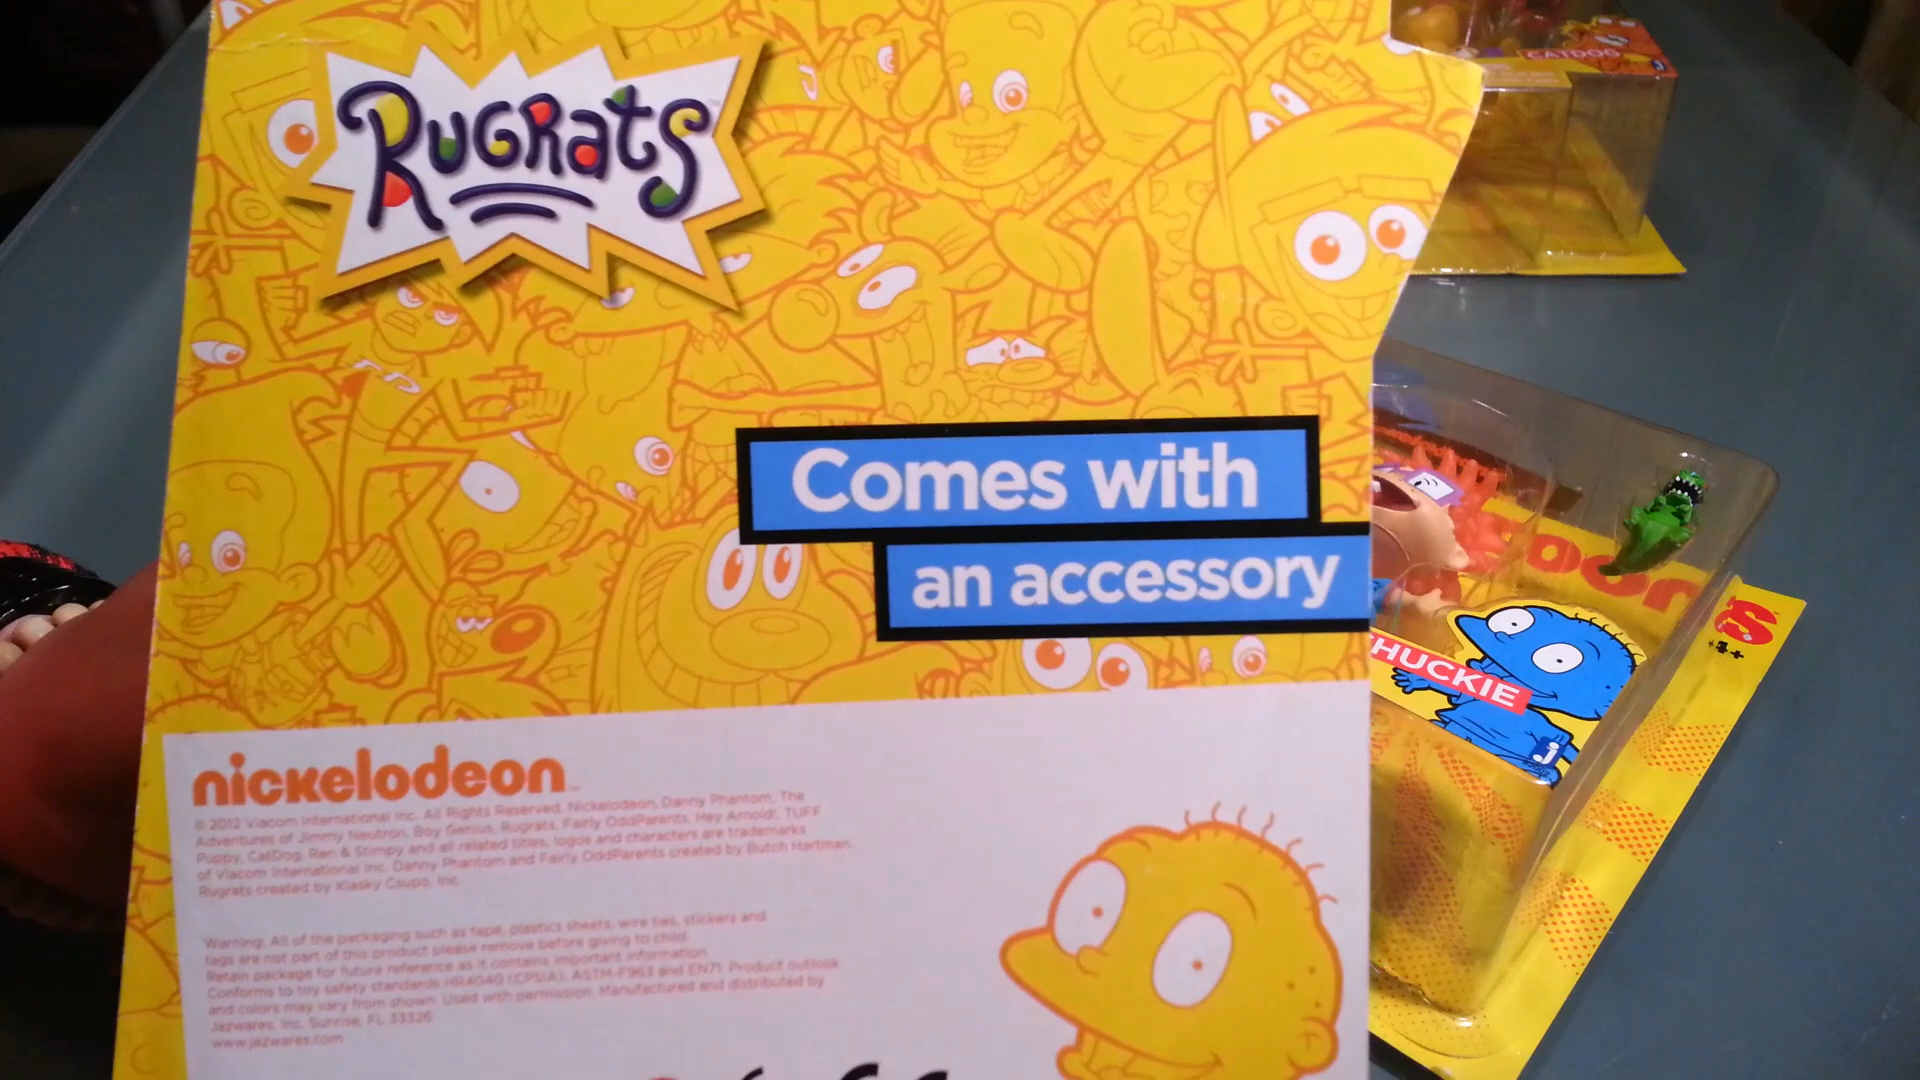 RUGRats
CATDOG
Comes with
an accessory
HUCKIE
nickelodeon
© 2012 Viacom International Inc. All Rights Reserved. Nickelodeon, Danny Phantom, The
Adventures of Jimmy Neutron, Boy Genius, Rugrats, Fairly OddParents, Hey Arnold!, TUFF
Puppy, CatDog, Ren & Stimpy and all related titles, logos and characters are trademarks
of Viacom International Inc. Danny Phantom and Fairly OddParents created by Butch Hartman.
Rugrats created by Klasky Csupo, Inc.
Warning: All of the packaging such as tape, plastics sheets, wire ties, stickers and
tags are not part of this product please remove before giving to child.
Retain package for future reference as it contains important information
Conforms to toy safety standards HR4040 (CPSIA), ASTM-F963 and EN71. Product outlook
and colors may vary from shown. Used with permission. Manufactured and distributed by
Jazwares, Inc. Sunrise, FL 33326
www.jazwares.com